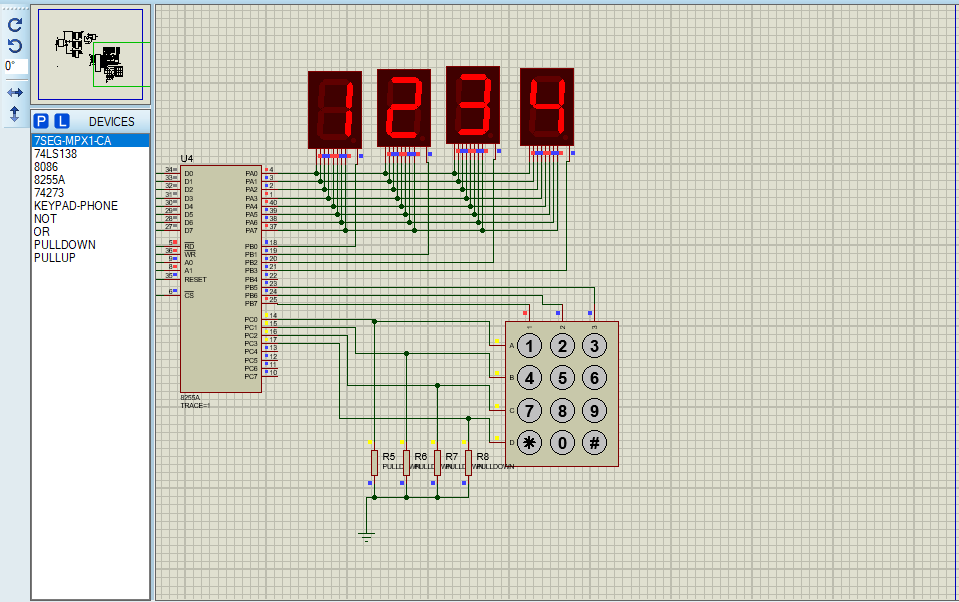 0°
P L DEVICES
7SEG-MPX1-CA
74LS138
8086
8255A
74273
KEYPAD-PHONE
NOT
OR
PULLDOWN
PULLUP
1 2 3 4
U4
34 D0 PA0 4
33 D1 PA1 3
32 D2 PA2 2
31 D3 PA3 1
30 D4 PA4 40
29 D5 PA5 39
28 D6 PA6 38
27 D7 PA7 37
5 RD PB0 18
36 WR PB1 19
9 A0 PB2 20
8 A1 PB3 21
35 RESET PB4 22
PB5 23
6 CS PB6 24
PB7 25
PC0 14
PC1 15
PC2 16
PC3 17
PC4 13
PC5 12
PC6 11
PC7 10
8255A
TRACE=1
1 2 3
A 1 2 3
B 4 5 6
C 7 8 9
D * 0 #
R5 R6 R7 R8
PULLDOWN